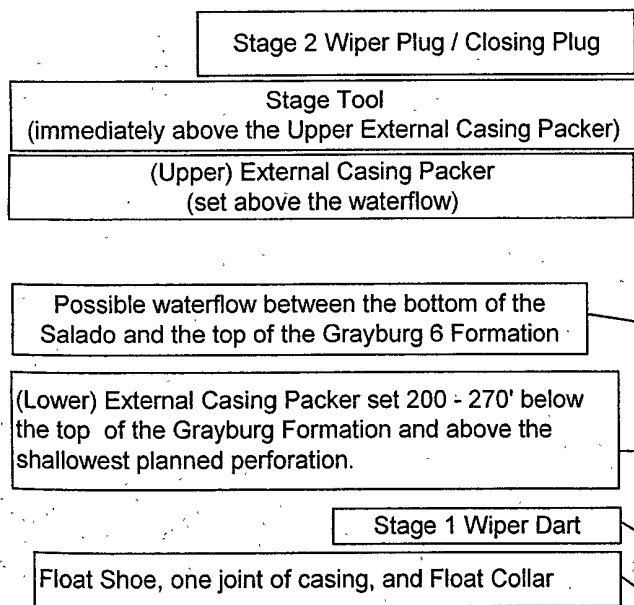 Stage 2 Wiper Plug / Closing Plug
Stage Tool
(immediately above the Upper External Casing Packer)
(Upper) External Casing Packer
(set above the waterflow)
Possible waterflow between the bottom of the
Salado and the top of the Grayburg 6 Formation
(Lower) External Casing Packer set 200 - 270' below
the top of the Grayburg Formation and above the
shallowest planned perforation.
Stage 1 Wiper Dart
Float Shoe, one joint of casing, and Float Collar